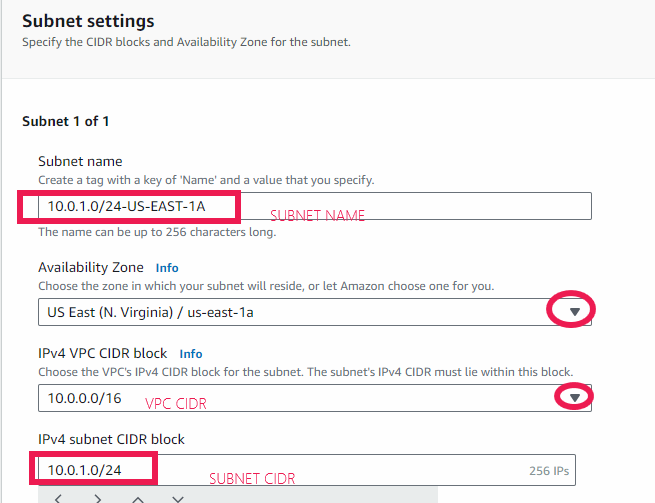 Subnet settings
Specify the CIDR blocks and Availability Zone for the subnet.
Subnet 1 of 1
Subnet name
Create a tag with a key of 'Name' and a value that you specify.
10.0.1.0/24-US-EAST-1A
SUBNET NAME
The name can be up to 256 characters long.
Availability Zone Info
Choose the zone in which your subnet will reside, or let Amazon choose one for you.
US East (N. Virginia) / us-east-1a
IPv4 VPC CIDR block Info
Choose the VPC's IPv4 CIDR block for the subnet. The subnet's IPv4 CIDR must lie within this block.
10.0.0.0/16
VPC CIDR
IPv4 subnet CIDR block
10.0.1.0/24
256 IPs
SUBNET CIDR